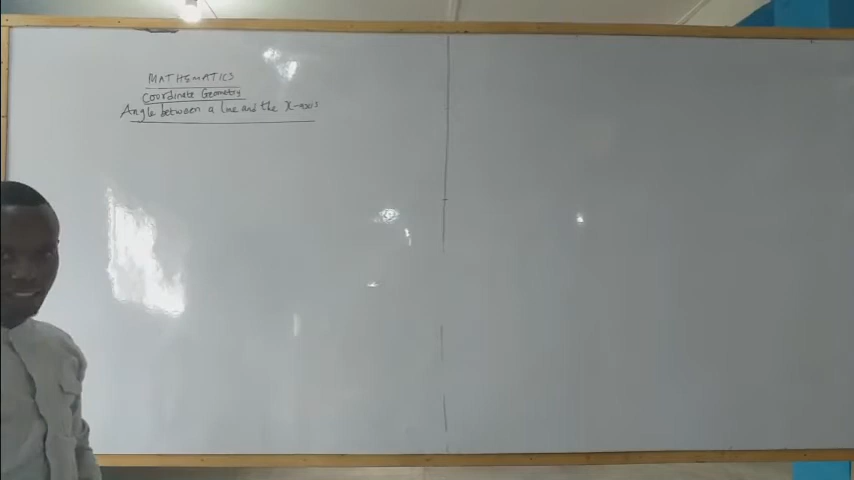 MATHEMATICS
Coordinate Geometry
Angle between a line and the x-axis